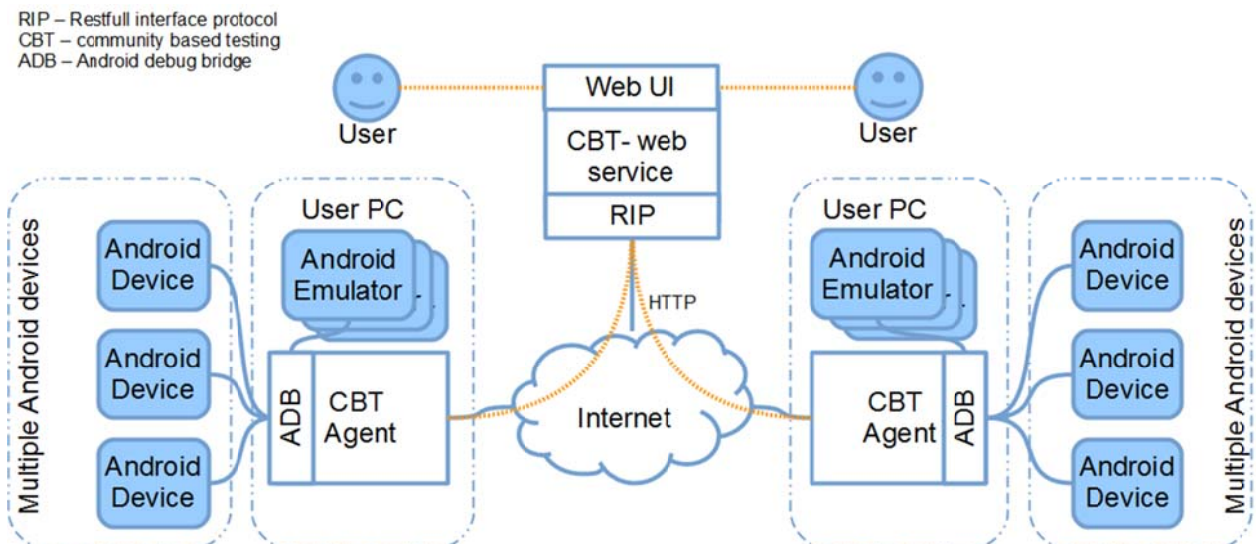 RIP – Restfull interface protocol
CBT – community based testing
ADB – Android debug bridge
User
Web UI
User
CBT- web
service
RIP
Multiple Android devices
Android
Device
Android
Device
Android
Device
User PC
Android
Emulator
ADB
CBT
Agent
HTTP
Internet
User PC
Android
Emulator
CBT
Agent
ADB
Android
Device
Android
Device
Android
Device
Multiple Android devices